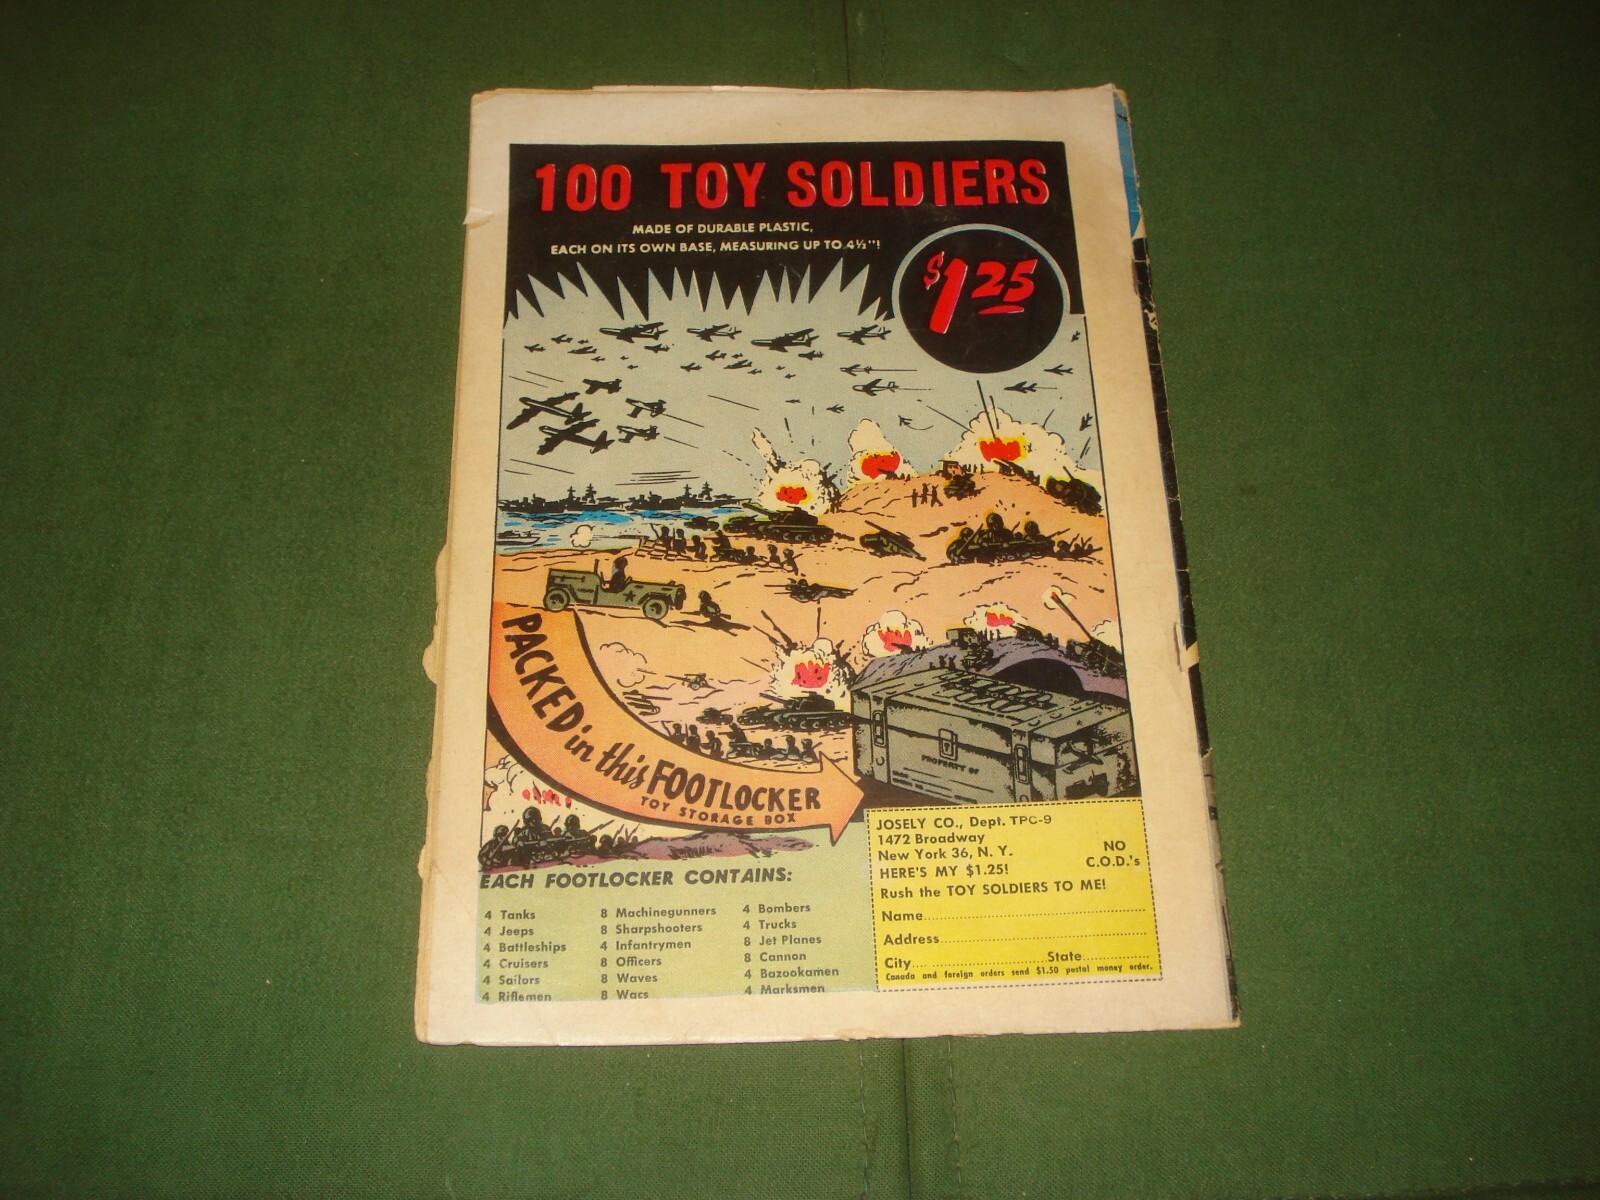 100 TOY SOLDIERS
MADE OF DURABLE PLASTIC,
EACH ON ITS OWN BASE, MEASURING UP TO 4½"!
$1 25
PACKED in this FOOTLOCKER
TOY STORAGE BOX
PROPERTY OF
EACH FOOTLOCKER CONTAINS:
4 Tanks
4 Jeeps
4 Battleships
4 Cruisers
4 Sailors
4 Riflemen
8 Machinegunners
8 Sharpshooters
4 Infantrymen
8 Officers
8 Waves
8 Wacs
4 Bombers
4 Trucks
8 Jet Planes
8 Cannon
4 Bazookamen
4 Marksmen
JOSELY CO., Dept. TPC-9
1472 Broadway
New York 36, N. Y.
HERE'S MY $1.25!
NO
C.O.D.'s
Rush the TOY SOLDIERS TO ME!
Name
Address
City State
Canada and foreign orders send $1.50 postal money order.